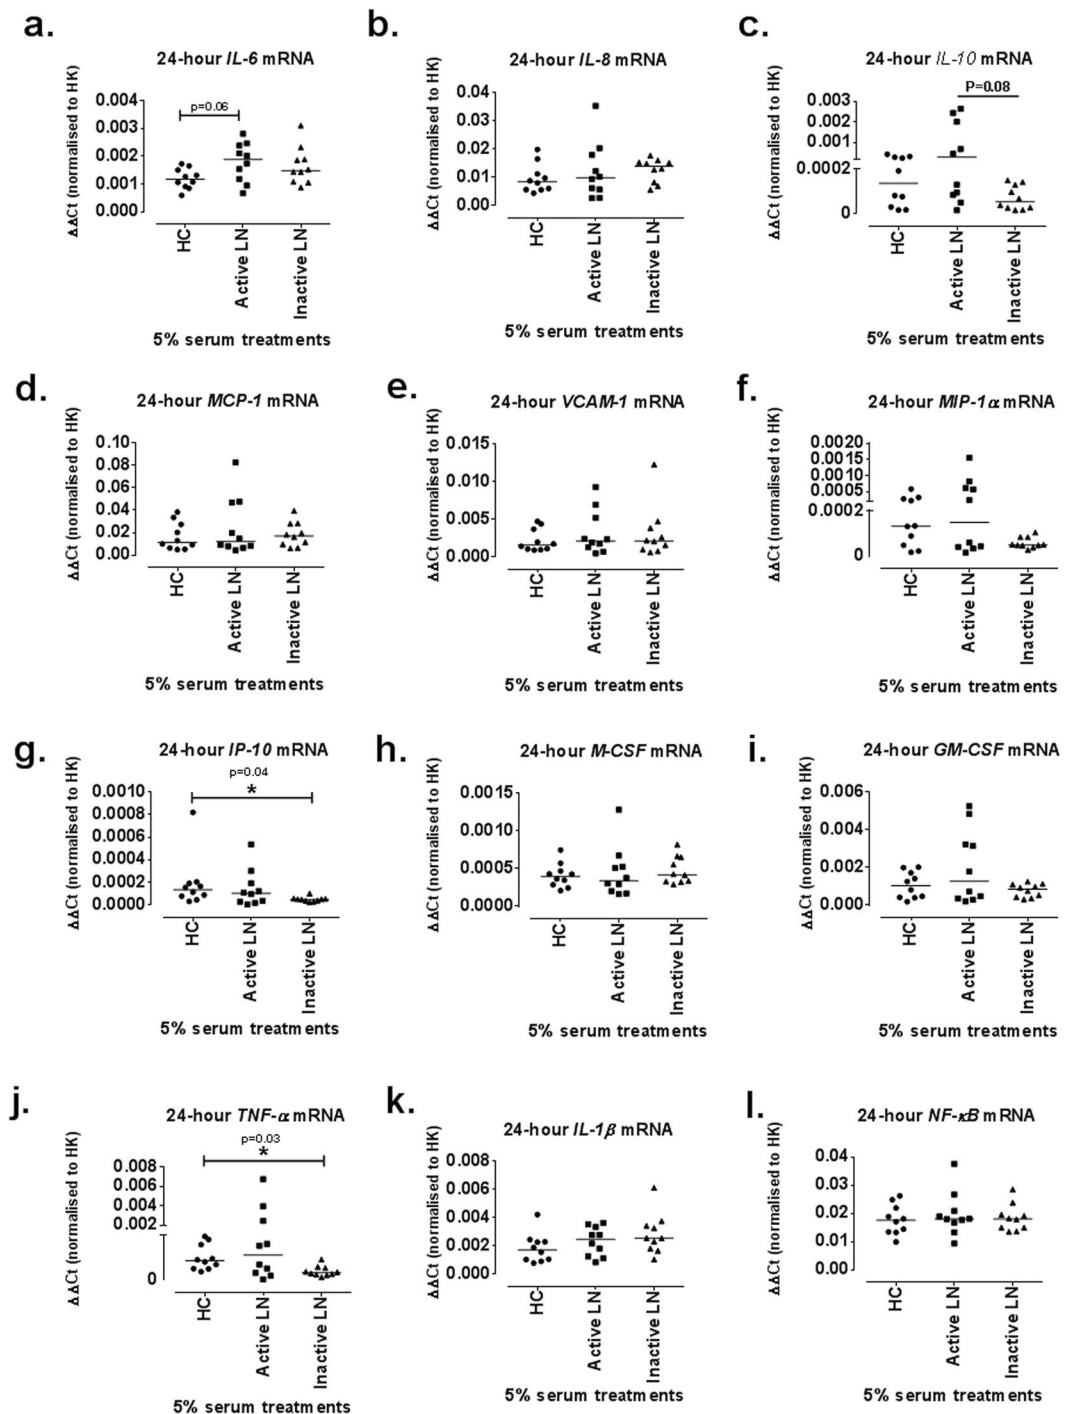 a.
24-hour IL-6 mRNA
ΔΔCt (normalised to HK)
p=0.06
0.004
0.003
0.002
0.001
0.000
HC
Active LN
Inactive LN
5% serum treatments
b.
24-hour IL-8 mRNA
ΔΔCt (normalised to HK)
0.04
0.03
0.02
0.01
0.00
HC
Active LN
Inactive LN
5% serum treatments
c.
24-hour IL-10 mRNA
ΔΔCt (normalised to HK)
P=0.08
0.003
0.002
0.001
0.0002
0
HC
Active LN
Inactive LN
5% serum treatments
d.
24-hour MCP-1 mRNA
ΔΔCt (normalised to HK)
0.10
0.08
0.06
0.04
0.02
0.00
HC
Active LN
Inactive LN
5% serum treatments
e.
24-hour VCAM-1 mRNA
ΔΔCt (normalised to HK)
0.015
0.010
0.005
0.000
HC
Active LN
Inactive LN
5% serum treatments
f.
24-hour MIP-1α mRNA
ΔΔCt (normalised to HK)
0.0020
0.0015
0.0010
0.0005
0.0002
0
HC
Active LN
Inactive LN
5% serum treatments
g.
24-hour IP-10 mRNA
ΔΔCt (normalised to HK)
p=0.04
*
0.0010
0.0008
0.0006
0.0004
0.0002
0.0000
HC
Active LN
Inactive LN
5% serum treatments
h.
24-hour M-CSF mRNA
ΔΔCt (normalised to HK)
0.0015
0.0010
0.0005
0.0000
HC
Active LN
Inactive LN
5% serum treatments
i.
24-hour GM-CSF mRNA
ΔΔCt (normalised to HK)
0.006
0.004
0.002
0.000
HC
Active LN
Inactive LN
5% serum treatments
j.
24-hour TNF-α mRNA
ΔΔCt (normalised to HK)
p=0.03
*
0.008
0.006
0.004
0.002
0
HC
Active LN
Inactive LN
5% serum treatments
k.
24-hour IL-1β mRNA
ΔΔCt (normalised to HK)
0.008
0.006
0.004
0.002
0.000
HC
Active LN
Inactive LN
5% serum treatments
l.
24-hour NF-κB mRNA
ΔΔCt (normalised to HK)
0.04
0.03
0.02
0.01
0.00
HC
Active LN
Inactive LN
5% serum treatments